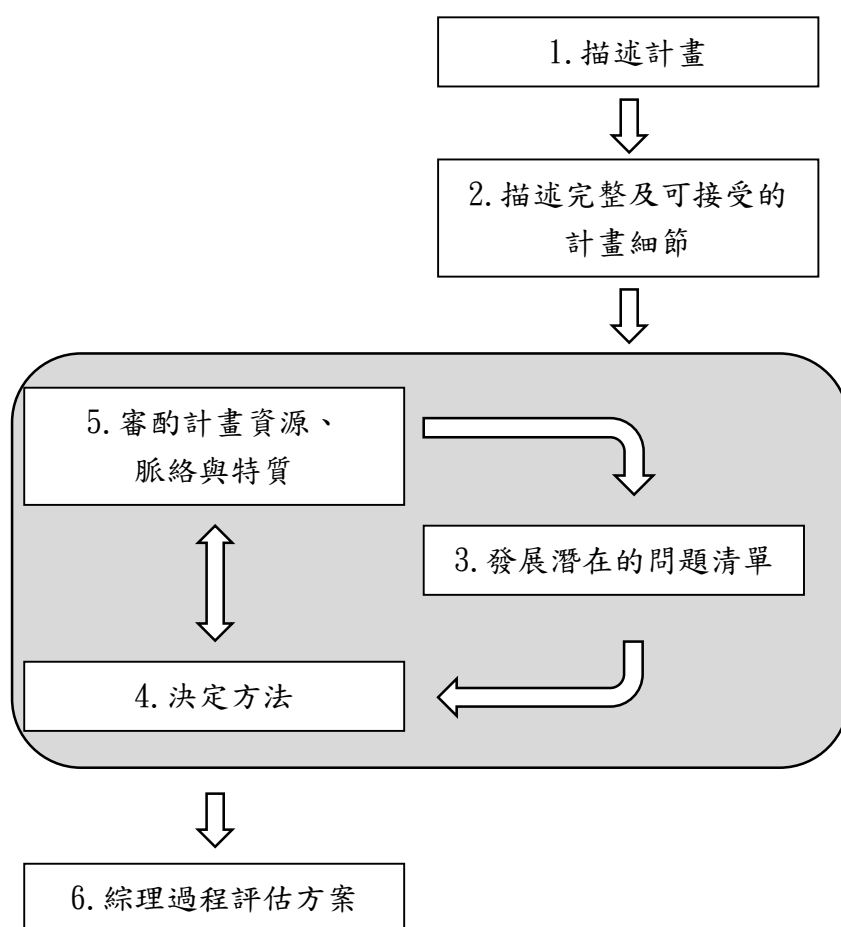 1.描述計畫
2.描述完整及可接受的
計畫細節
5.審酌計畫資源、
脈絡與特質
3.發展潛在的問題清單
4.決定方法
6.綜理過程評估方案